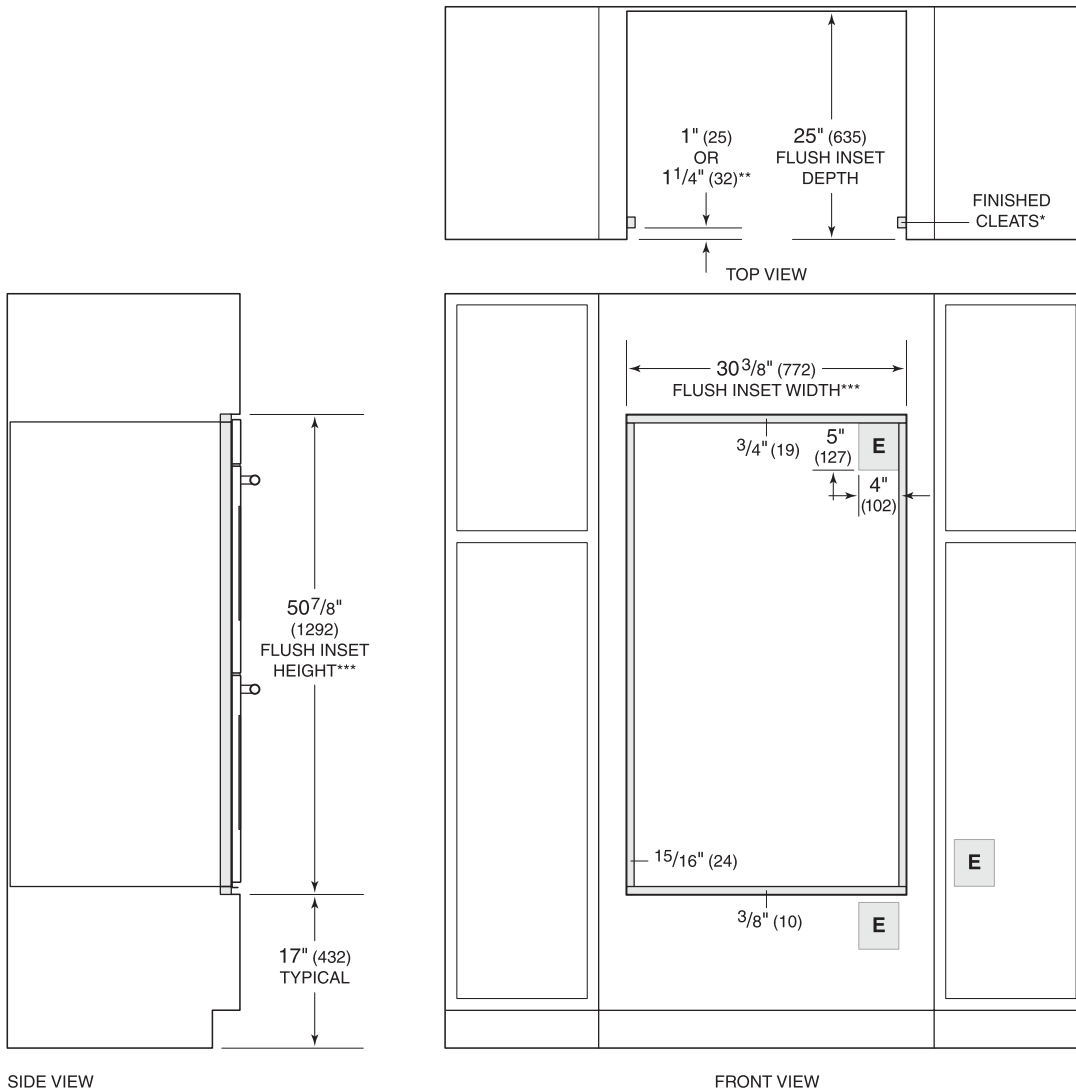 1" (25)
OR
1 1/4" (32)**
25" (635)
FLUSH INSET
DEPTH
FINISHED
CLEATS*
TOP VIEW
30 3/8" (772)
FLUSH INSET WIDTH***
3/4" (19)
5"
(127)
E
4"
(102)
50 7/8"
(1292)
FLUSH INSET
HEIGHT***
15/16" (24)
E
3/8" (10)
E
17" (432)
TYPICAL
SIDE VIEW
FRONT VIEW